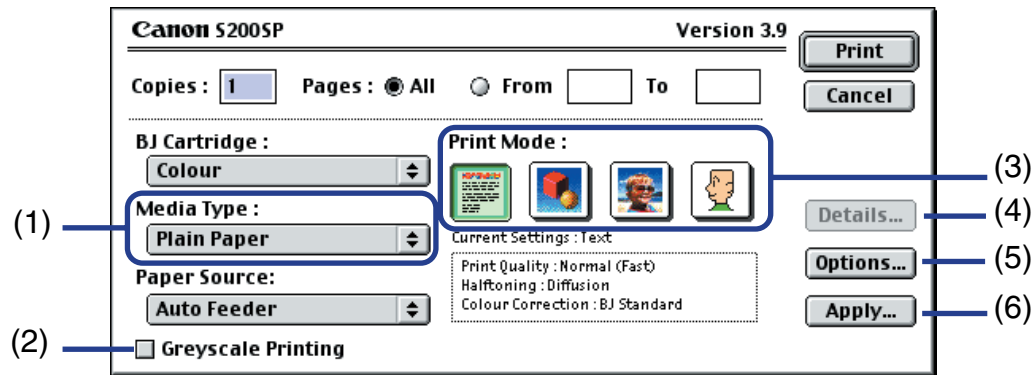 Canon S200SP Version 3.9
Print
Copies : 1 Pages : All From To
Cancel
BJ Cartridge :
Colour
Print Mode :
(3)
(1)
Media Type :
Plain Paper
Details...
(4)
Current Settings : Text
Print Quality : Normal (Fast)
Halftoning : Diffusion
Colour Correction : BJ Standard
Options...
(5)
Paper Source:
Auto Feeder
Apply...
(6)
(2)
Greyscale Printing